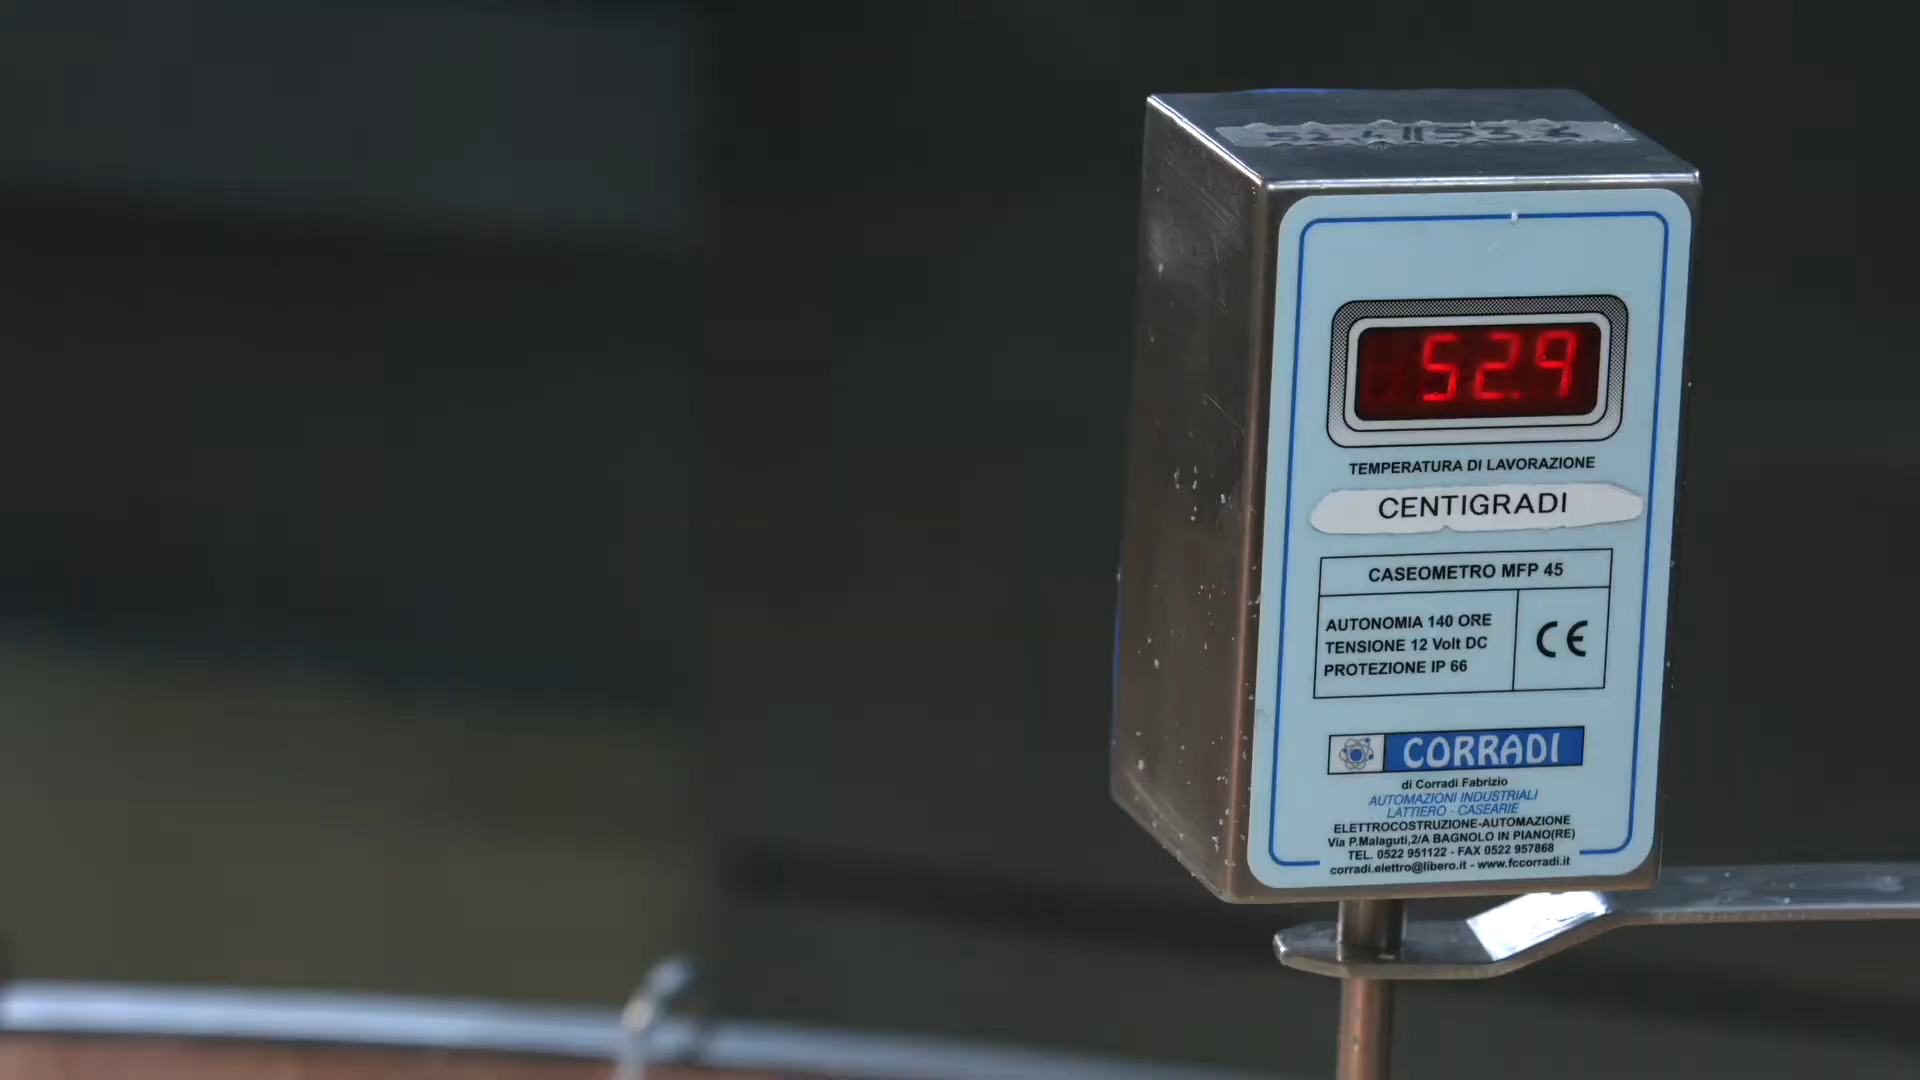 52.9
TEMPERATURA DI LAVORAZIONE
CENTIGRADI
CASEOMETRO MFP 45
AUTONOMIA 140 ORE
TENSIONE 12 Volt DC
PROTEZIONE IP 66
CE
CORRADI
di Corradi Fabrizio
AUTOMAZIONI INDUSTRIALI
LATTIERO - CASEARIE
ELETTROCOSTRUZIONE-AUTOMAZIONE
Via P.Malaguti,2/A BAGNOLO IN PIANO(RE)
TEL. 0522 951122 - FAX 0522 957868
corradi.elettro@libero.it - www.fccorradi.it